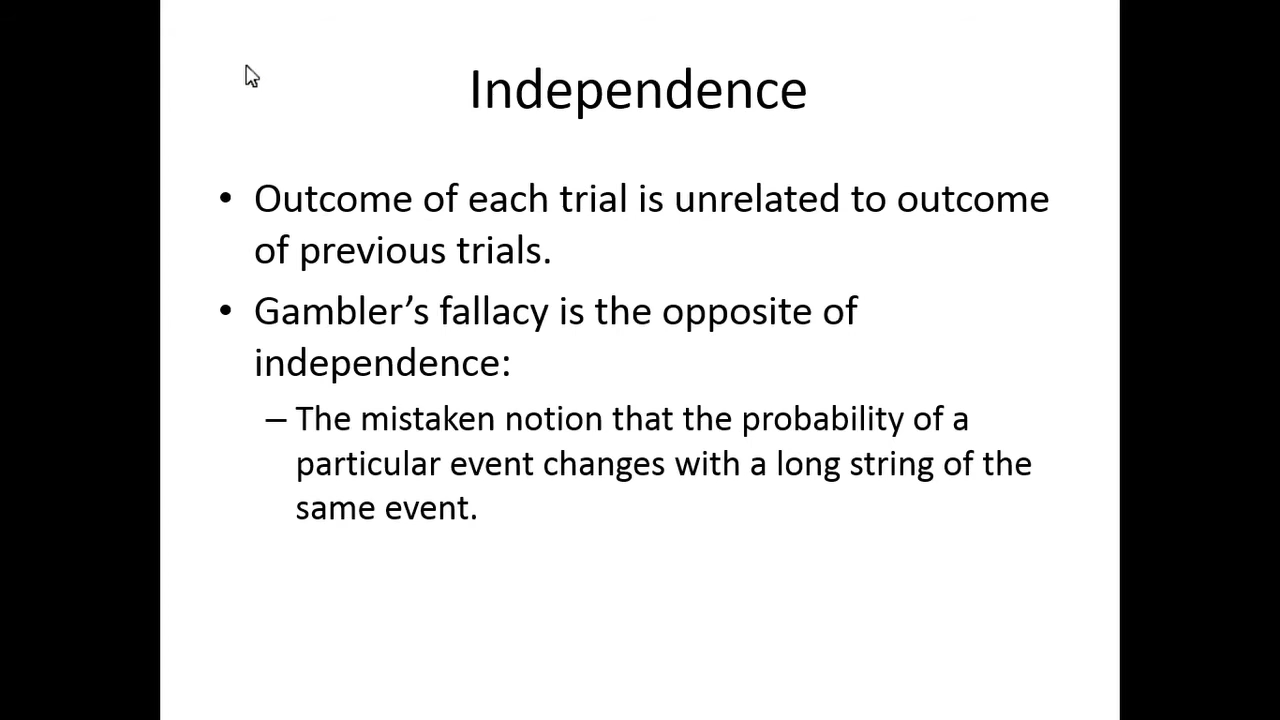 Independence
• Outcome of each trial is unrelated to outcome
of previous trials.
• Gambler’s fallacy is the opposite of
independence:
– The mistaken notion that the probability of a
particular event changes with a long string of the
same event.